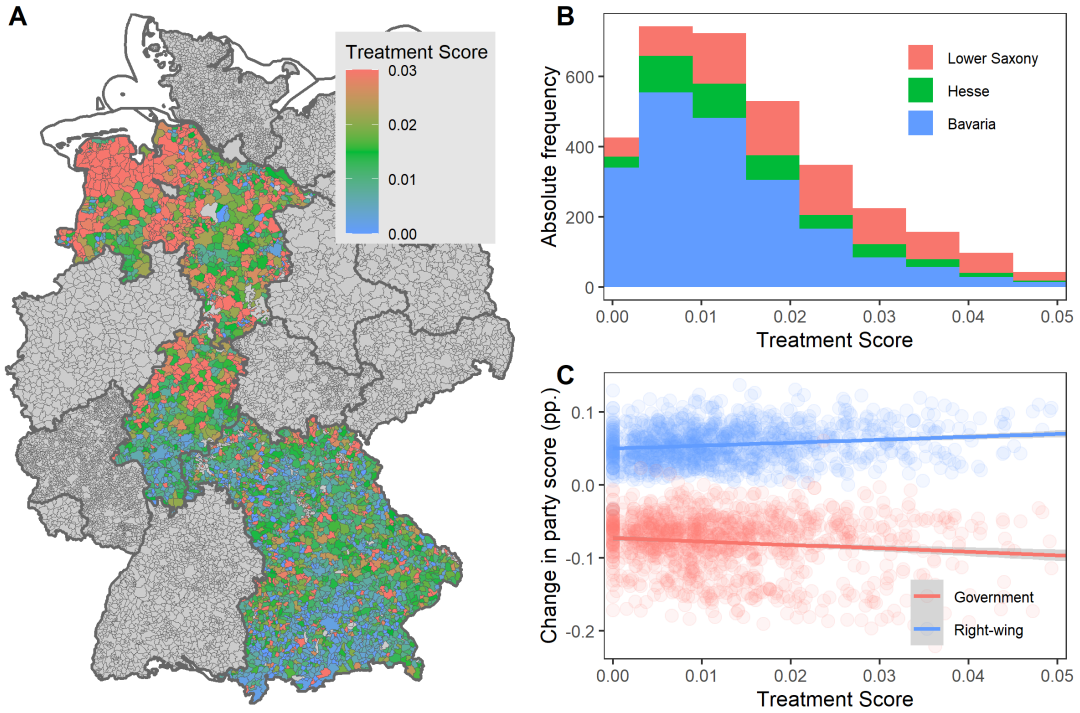 A
Treatment Score
0.03
0.02
0.01
0.00
B
Absolute frequency
600
400
200
0
Lower Saxony
Hesse
Bavaria
0.00 0.01 0.02 0.03 0.04 0.05
Treatment Score
C
Change in party score (pp.)
0.1
0.0
-0.1
-0.2
Government
Right-wing
0.00 0.01 0.02 0.03 0.04 0.05
Treatment Score